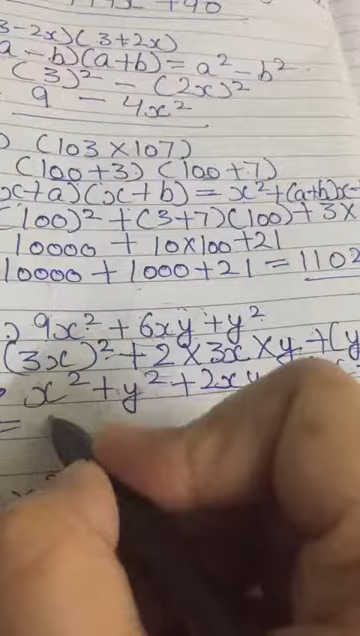 3-2x)(3+2x)
a-b)(a+b) = a²-b²
(3)² - (2x)²
9 - 4x²
) (103×107)
(100+3) (100+7)
x+a)(x+b) = x²+(a+b)x
(100)²+(3+7)(100)+3×
10000 + 10×100+21
10000+1000+21 = 1102
:) 9x²+6xy+y²
(3x)²+2×3x×y+(y
x²+y²+2xy
=